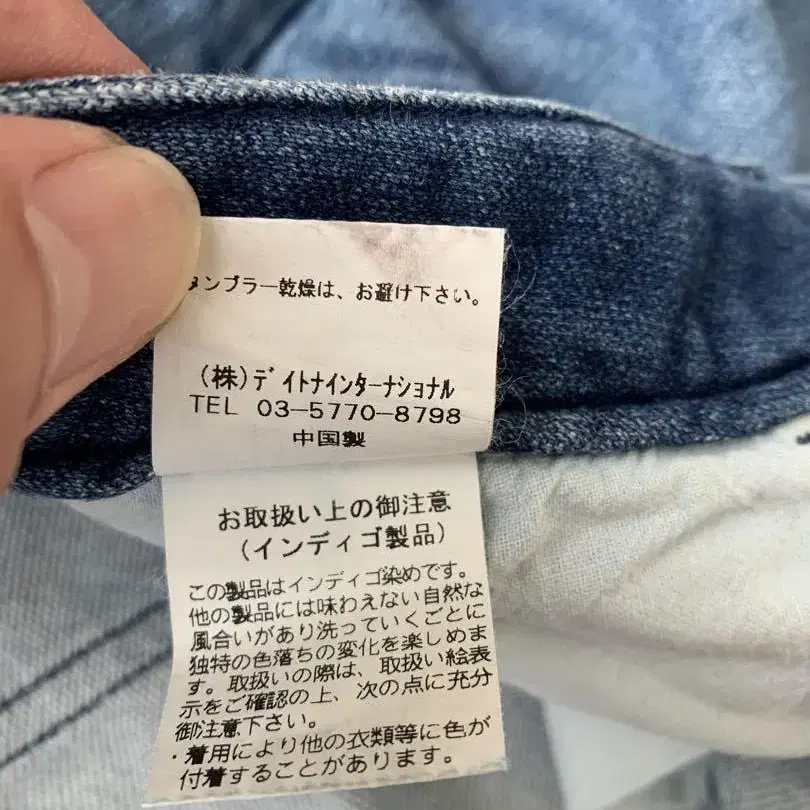 タンブラー乾燥は、お避け下さい。
(株)デイトナインターナショナル
TEL 03-5770-8798
中国製
お取扱い上の御注意
(インディゴ製品)
この製品はインディゴ染めです。
他の製品には味わえない自然な
風合いがあり洗っていくごとに
独特の色落ちの変化を楽しめま
す。取扱いの際は、取扱い絵表
示をご確認の上、次の点に充分
御注意下さい。
・着用により他の衣類等に色が
付着することがあります。